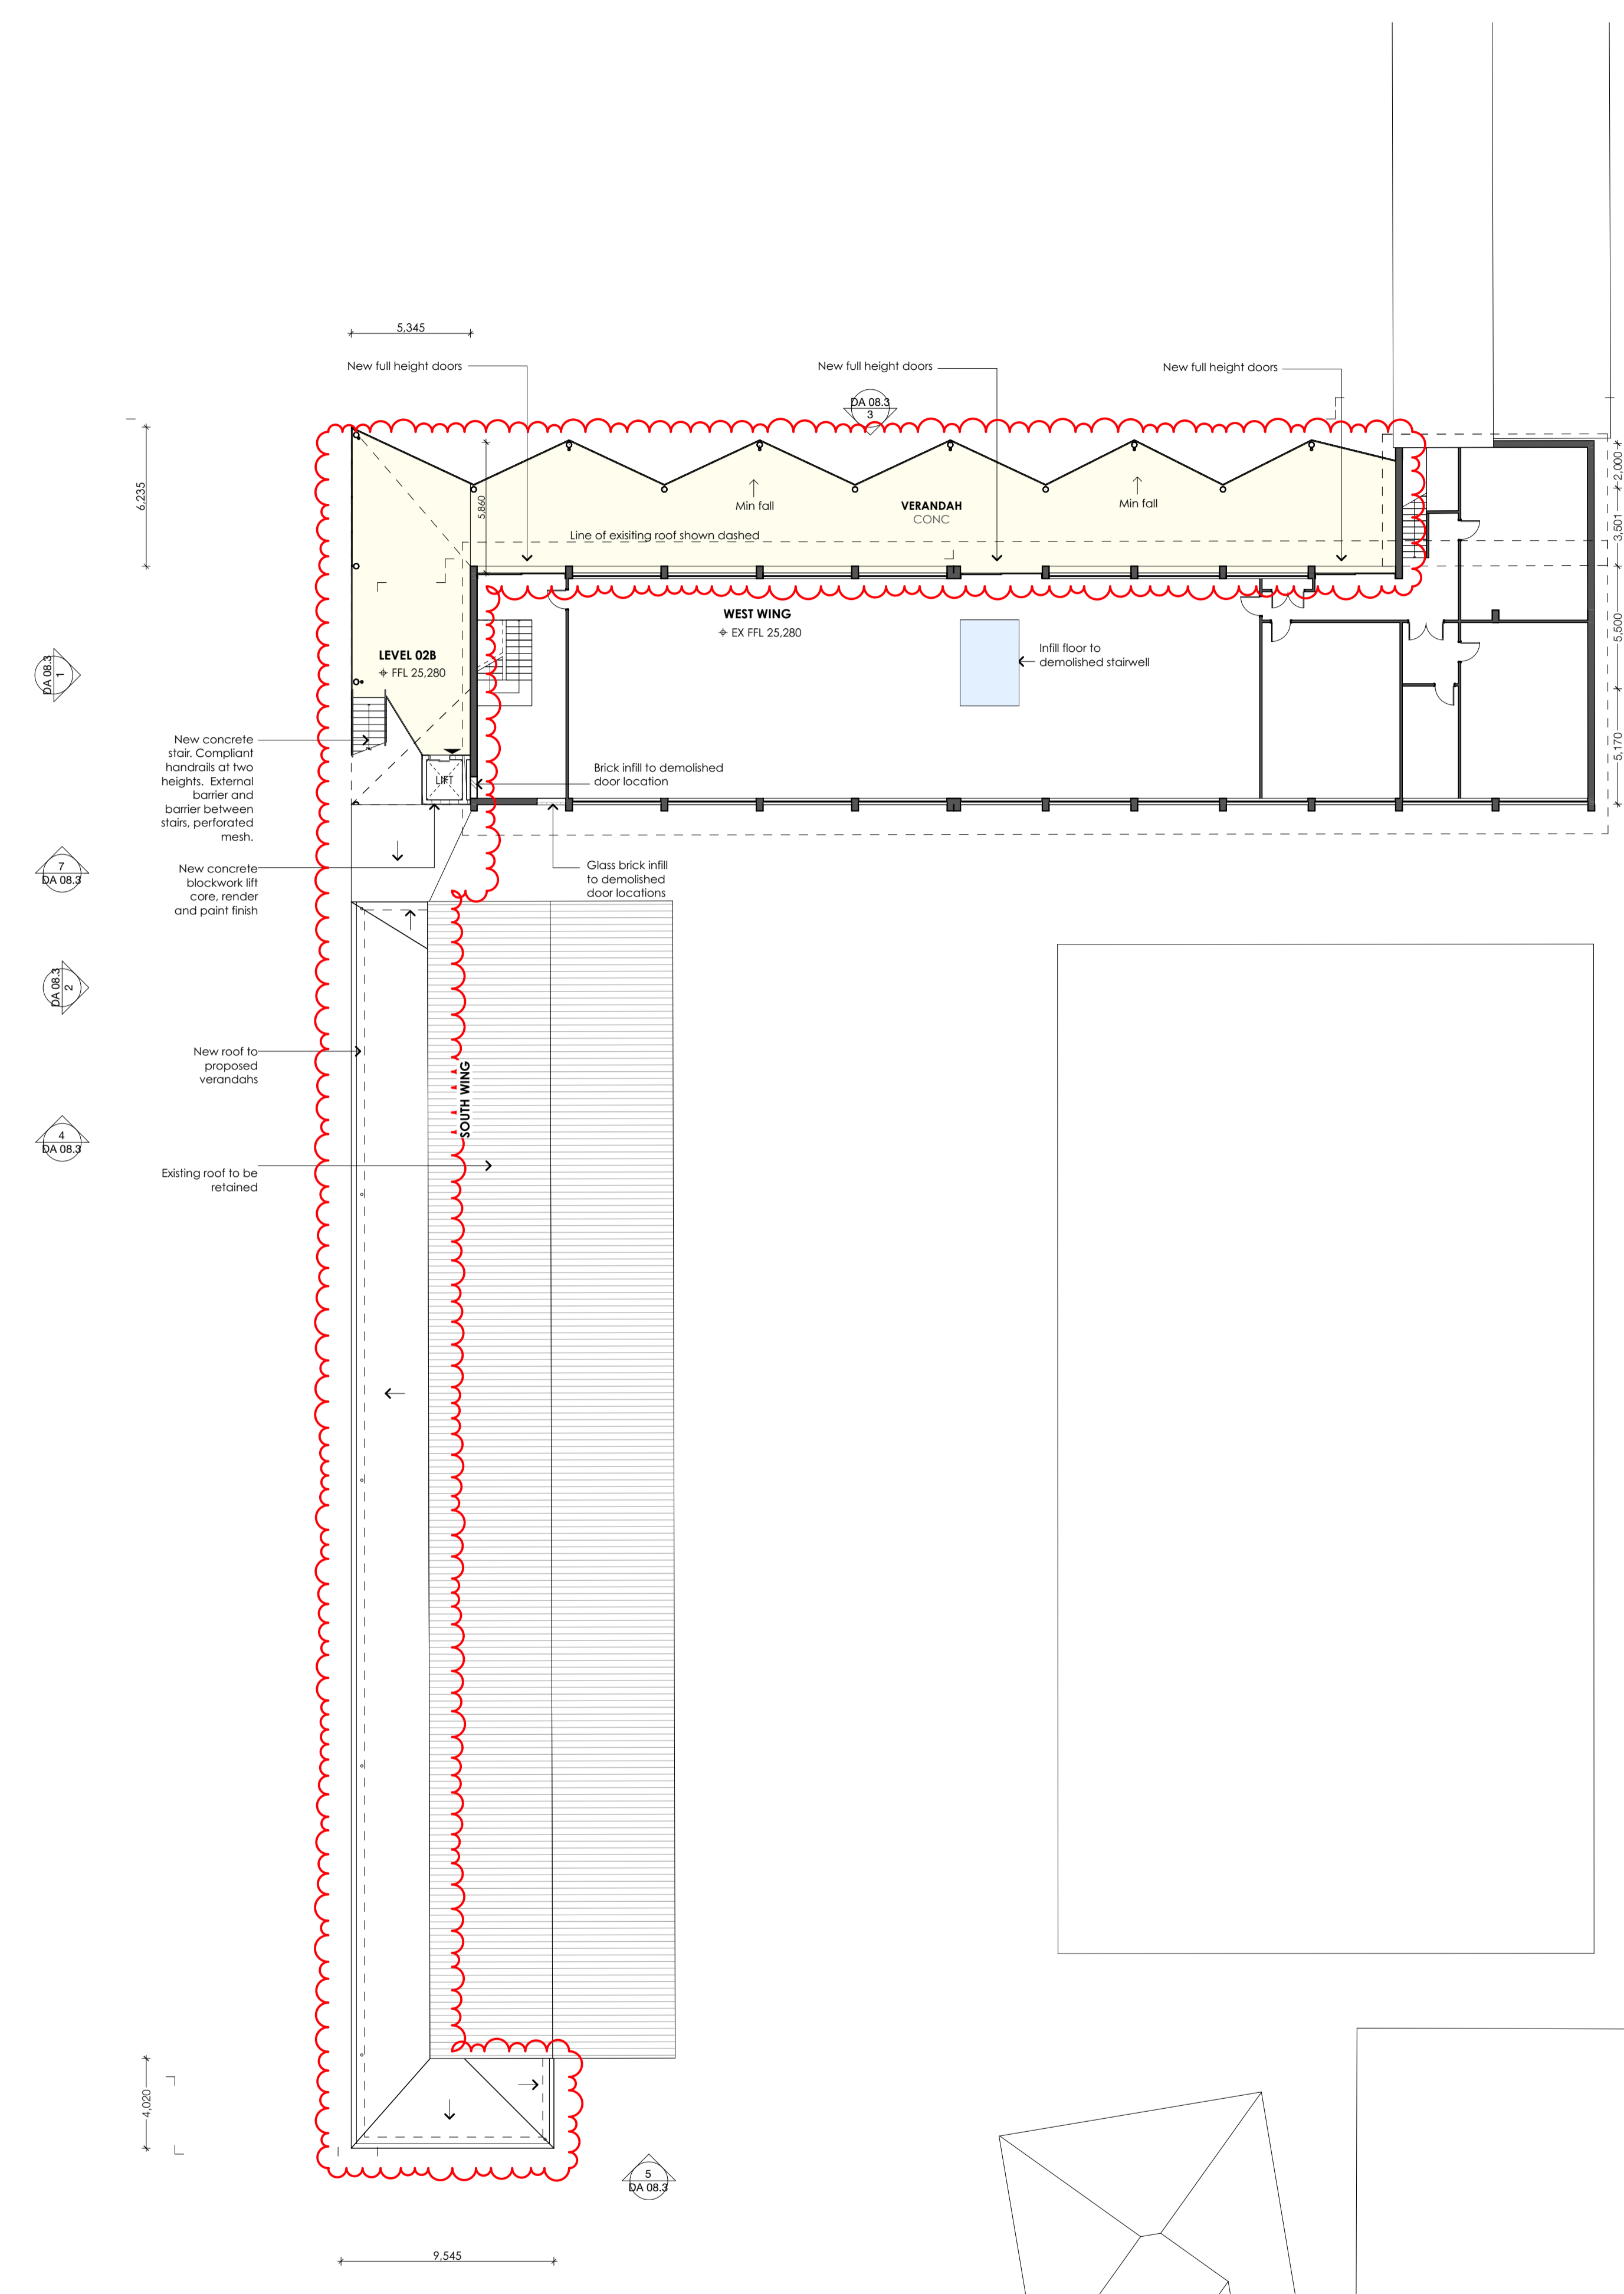 5,345
New full height doors
New full height doors
New full height doors
DA 08.3
3
6,235
5,860
2,000
3,501
5,500
5,170
Min fall
VERANDAH
CONC
Min fall
Line of exisiting roof shown dashed
WEST WING
EX FFL 25,280
LEVEL 02B
FFL 25,280
Infill floor to
demolished stairwell
DA 08.3
1
New concrete
stair. Compliant
handrails at two
heights. External
barrier and
barrier between
stairs, perforated
mesh.
LIFT
Brick infill to demolished
door location
7
DA 08.3
New concrete
blockwork lift
core, render
and paint finish
Glass brick infill
to demolished
door locations
DA 08.3
2
New roof to
proposed
verandahs
SOUTH WING
4
DA 08.3
Existing roof to be
retained
4,020
5
DA 08.3
9,545